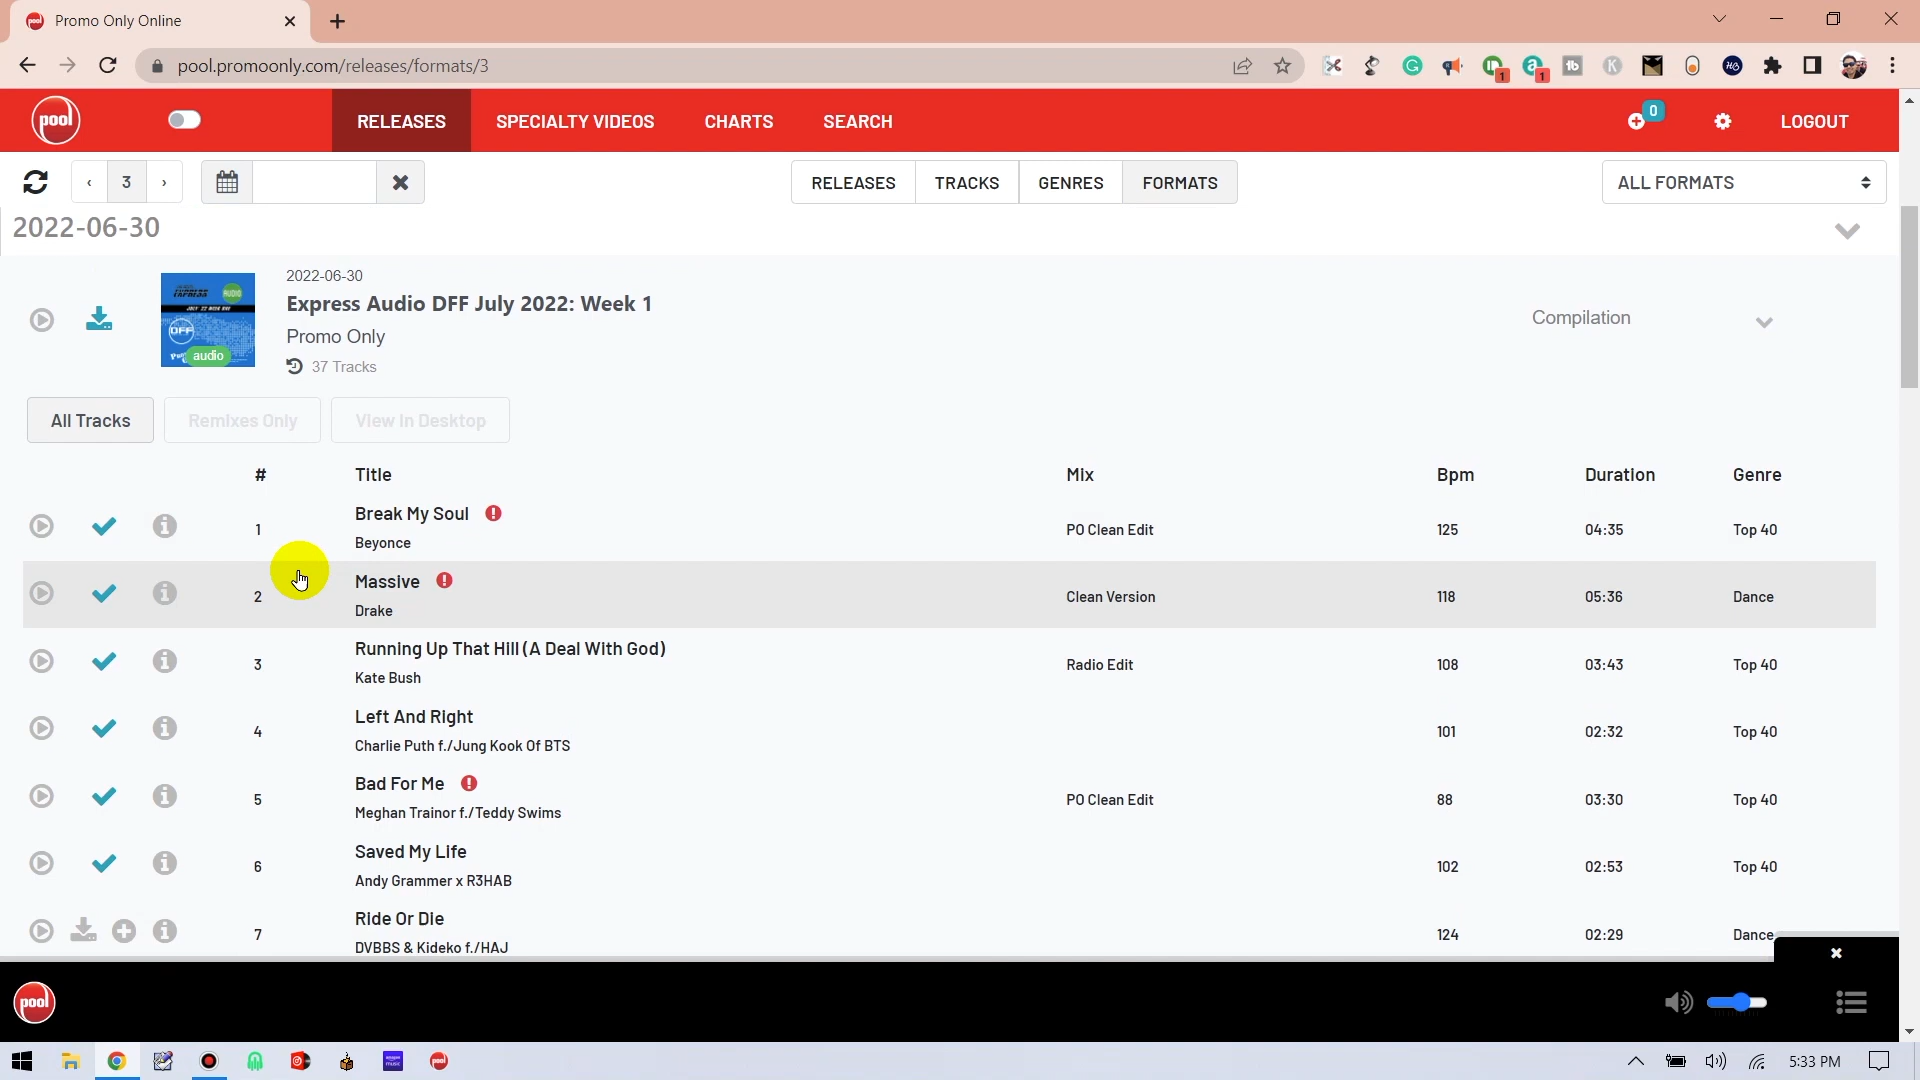 Promo Only Online
pool.promoonly.com/releases/formats/3
pool
RELEASES SPECIALTY VIDEOS CHARTS SEARCH
0
LOGOUT
‹ 3 ›
RELEASES TRACKS GENRES FORMATS
ALL FORMATS
2022-06-30
2022-06-30
Express Audio DFF July 2022: Week 1
Promo Only
37 Tracks
Compilation
AUDIO
DFF
audio
All Tracks Remixes Only View In Desktop
# Title Mix Bpm Duration Genre
1 Break My Soul PO Clean Edit 125 04:35 Top 40
Beyonce
2 Massive Clean Version 118 05:36 Dance
Drake
3 Running Up That Hill (A Deal With God) Radio Edit 108 03:43 Top 40
Kate Bush
4 Left And Right 101 02:32 Top 40
Charlie Puth f./Jung Kook Of BTS
5 Bad For Me PO Clean Edit 88 03:30 Top 40
Meghan Trainor f./Teddy Swims
6 Saved My Life 102 02:53 Top 40
Andy Grammer x R3HAB
7 Ride Or Die 124 02:29 Dance
DVBBS & Kideko f./HAJ
pool
5:33 PM